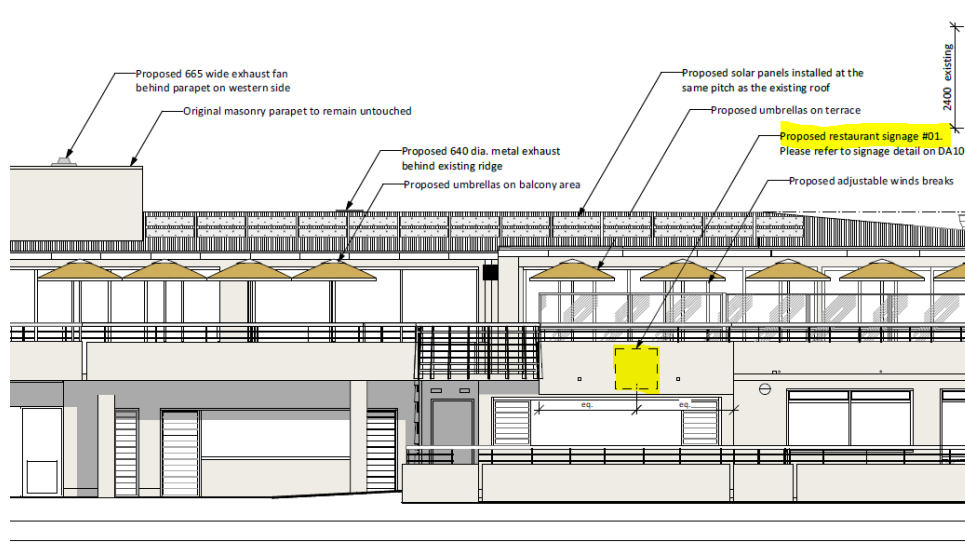 Proposed 665 wide exhaust fan
behind parapet on western side
Original masonry parapet to remain untouched
Proposed 640 dia. metal exhaust
behind existing ridge
Proposed umbrellas on balcony area
Proposed solar panels installed at the
same pitch as the existing roof
Proposed umbrellas on terrace
Proposed restaurant signage #01.
Please refer to signage detail on DA10
Proposed adjustable winds breaks
2400 existing
eq.
eq.